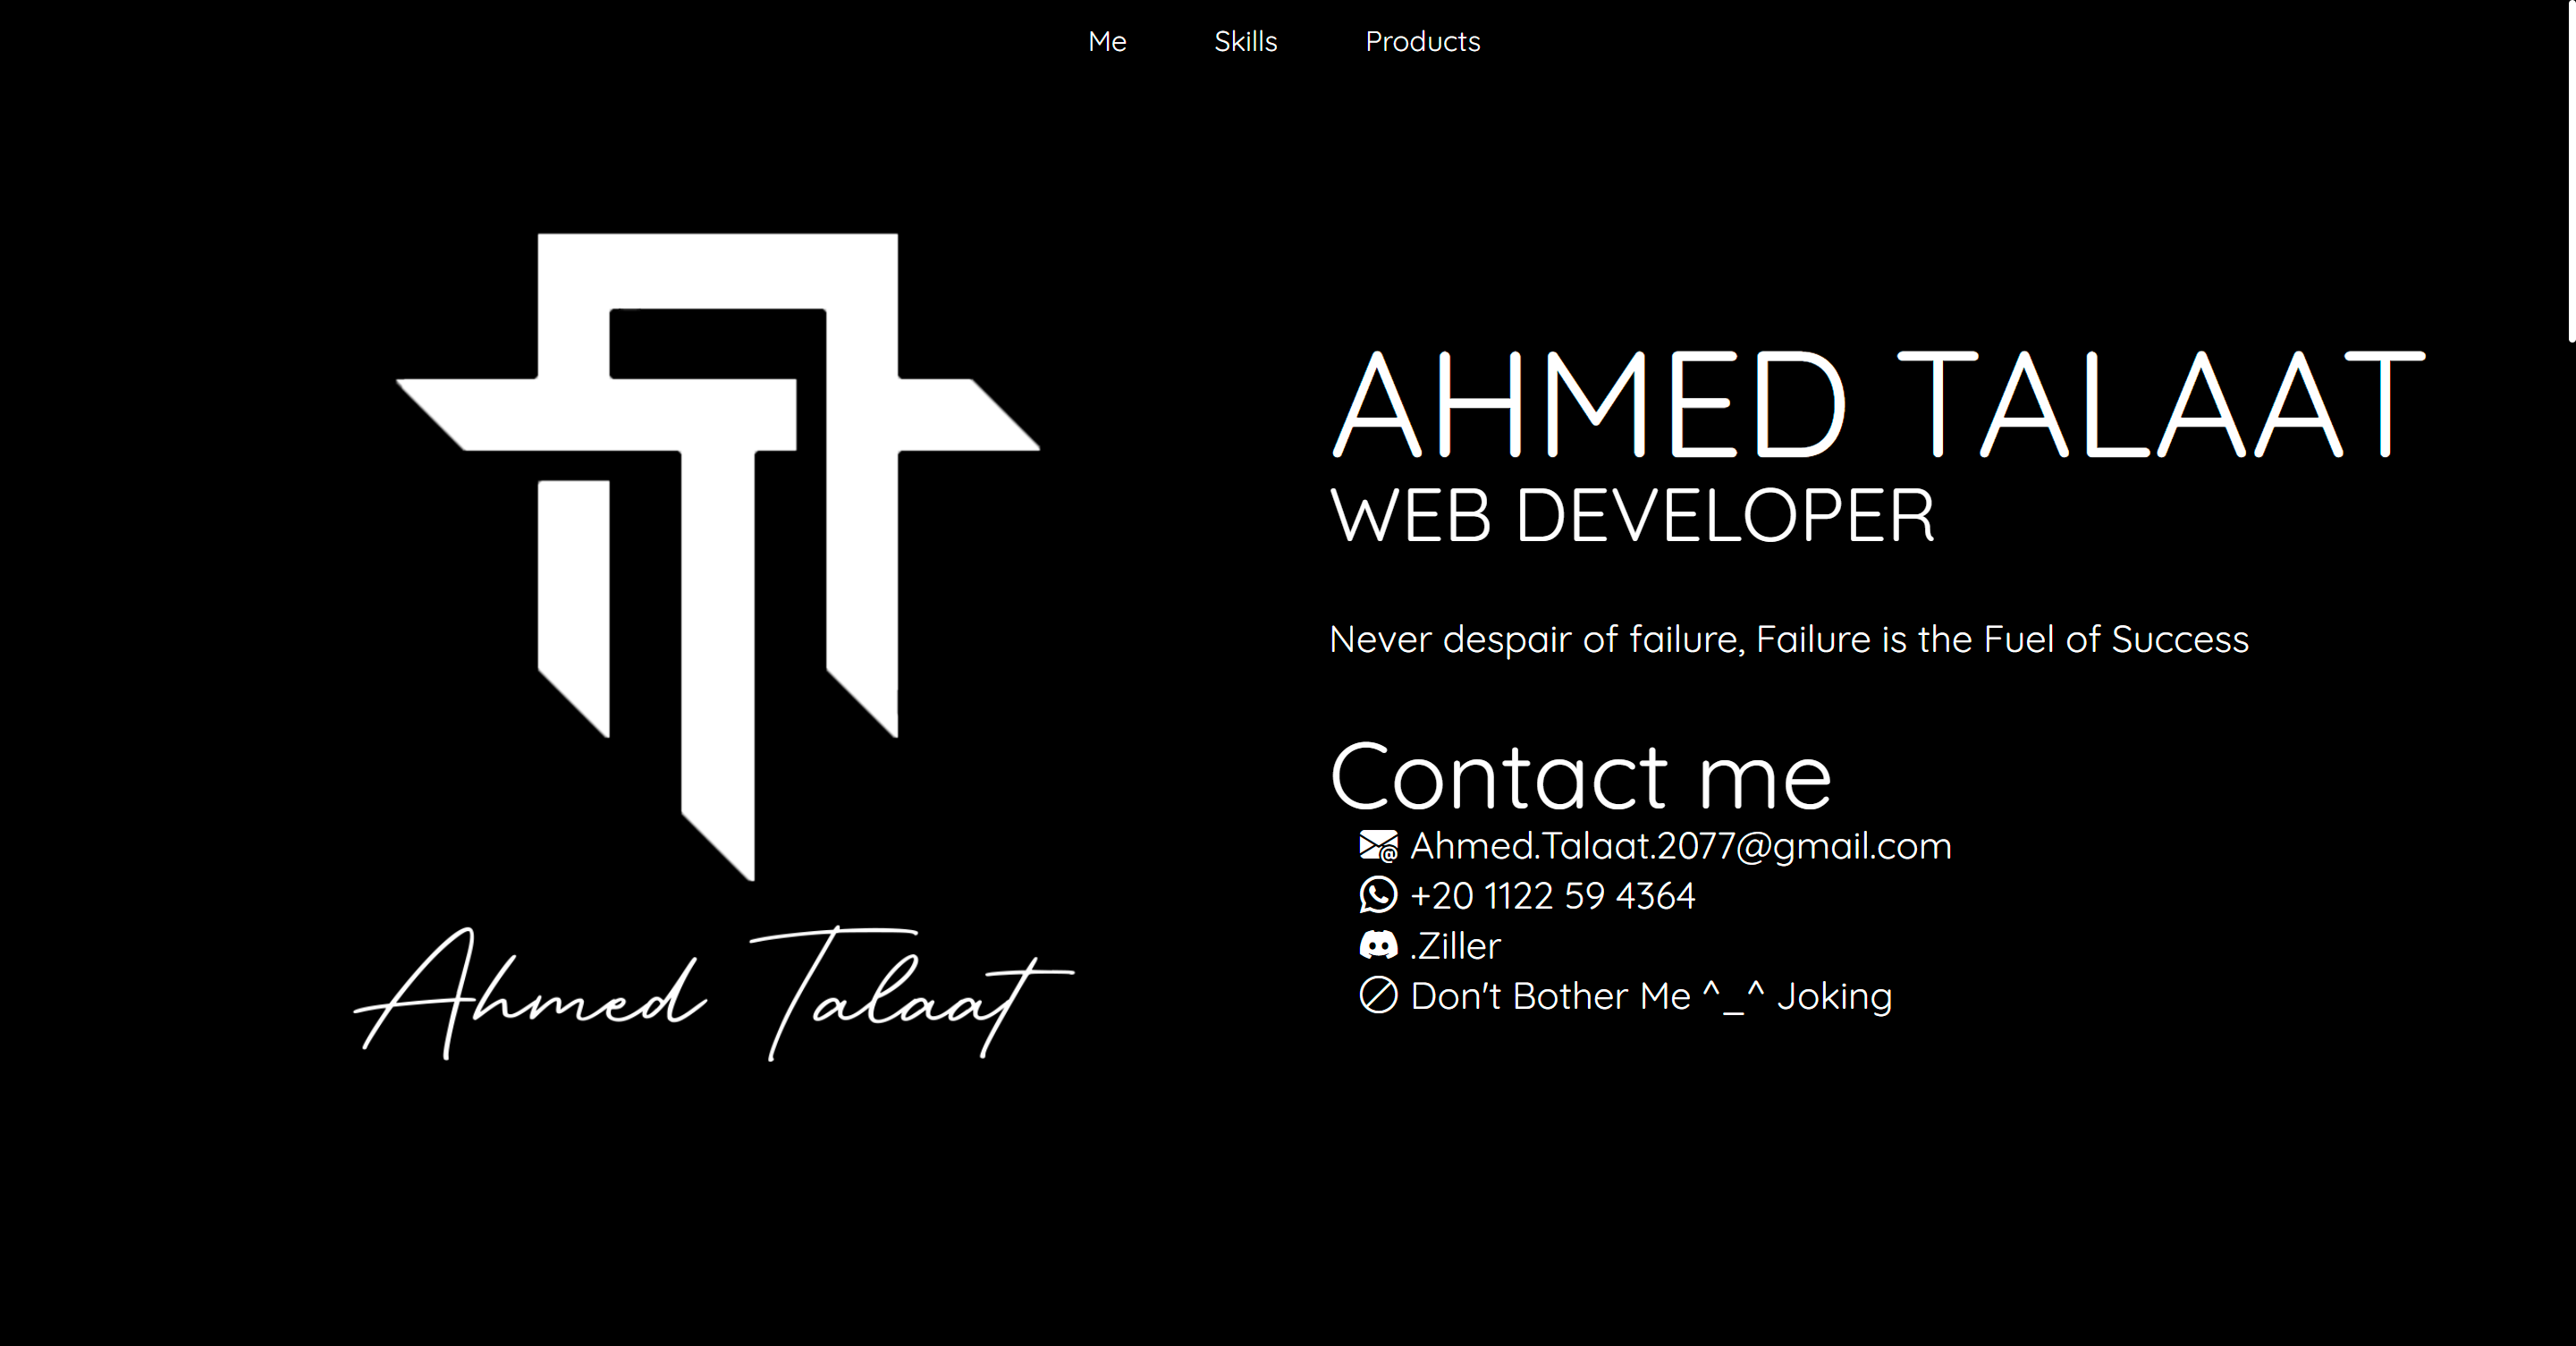 Me Skills Products
Ahmed Talaat
AHMED TALAAT
WEB DEVELOPER
Never despair of failure, Failure is the Fuel of Success
Contact me
Ahmed.Talaat.2077@gmail.com
+20 1122 59 4364
.Ziller
Don't Bother Me ^_^ Joking